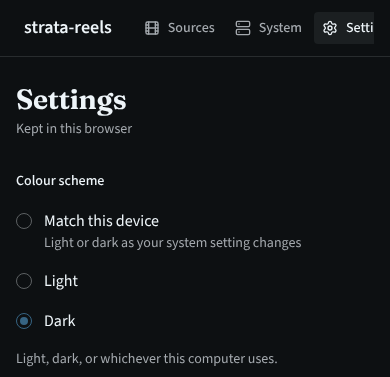 strata-reels Sources System Setti
Settings
Kept in this browser
Colour scheme
Match this device
Light or dark as your system setting changes
Light
Dark
Light, dark, or whichever this computer uses.